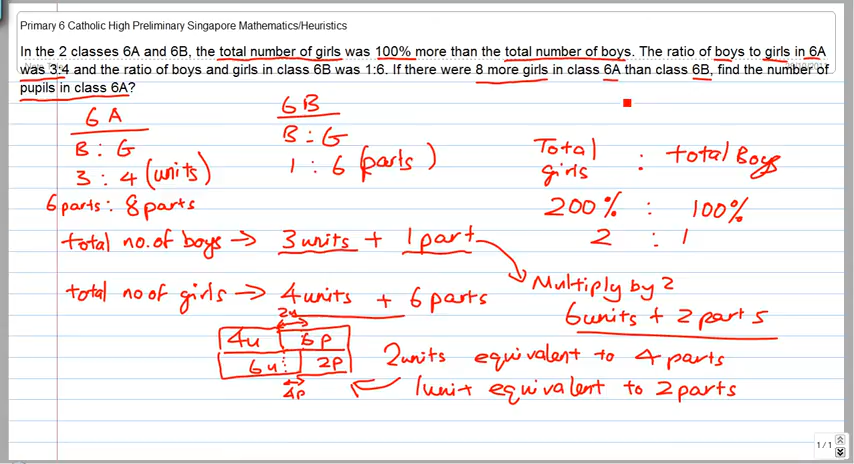 Primary 6 Catholic High Preliminary Singapore Mathematics/Heuristics
In the 2 classes 6A and 6B, the total number of girls was 100% more than the total number of boys. The ratio of boys to girls in 6A
was 3:4 and the ratio of boys and girls in class 6B was 1:6. If there were 8 more girls in class 6A than class 6B, find the number of
pupils in class 6A?
6A
B : G
3 : 4 (units)
6 parts : 8 parts
6B
B : G
1 : 6 (parts)
Total girls : total Boys
200% : 100%
2 : 1
total no. of boys → 3 units + 1 part
Multiply by 2
6 units + 2 parts
total no of girls → 4 units + 6 parts
2u
4u 6p
6u 2p
4p
2 units equivalent to 4 parts
1 unit equivalent to 2 parts
1 / 1